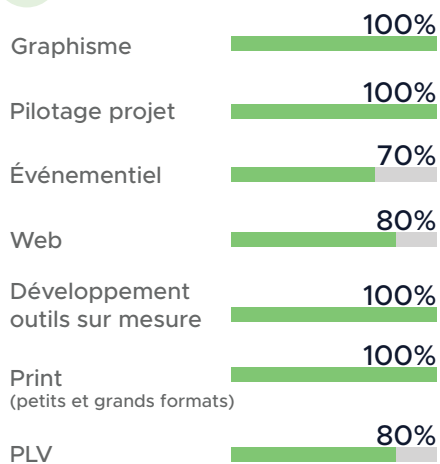 100%
Graphisme
100%
Pilotage projet
70%
Événementiel
80%
Web
Développement
100%
outils sur mesure
100%
Print
(petits et grands formats)
80%
PLV